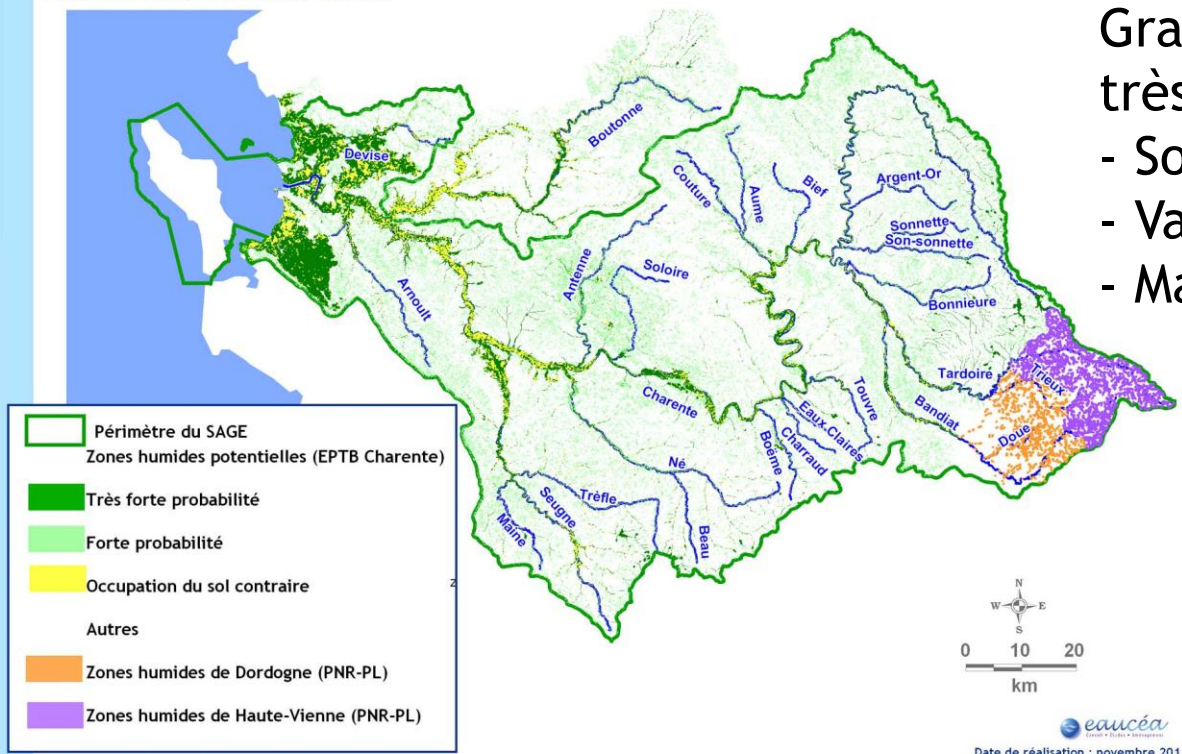 Gra
très
- So
- Va
- Ma
Devise
Boutonne
Couture
Aume
Bief
Argent-Or
Sonnette
Son-sonnette
Bonnieure
Antenne
Soloire
Arnoult
Tardoire
Trieux
Bandiat
Doue
Charente
Touvre
Eaux-Claires
Charraud
Boëme
Né
Beau
Trèfle
Seugne
Maine
Périmètre du SAGE
Zones humides potentielles (EPTB Charente)
Très forte probabilité
Forte probabilité
Occupation du sol contraire
Autres
Zones humides de Dordogne (PNR-PL)
Zones humides de Haute-Vienne (PNR-PL)
z
N
W E
S
0 10 20
km
eaucéa
Conseil • Études • Aménagement
Date de réalisation : novembre 201